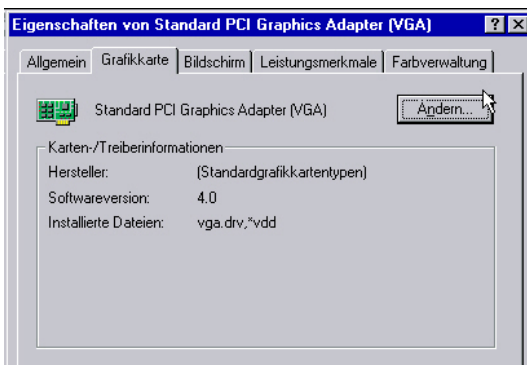 Eigenschaften von Standard PCI Graphics Adapter (VGA)
Allgemein Grafikkarte Bildschirm Leistungsmerkmale Farbverwaltung
Standard PCI Graphics Adapter (VGA) Ändern...
Karten-/Treiberinformationen
Hersteller: (Standardgrafikkartentypen)
Softwareversion: 4.0
Installierte Dateien: vga.drv,*vdd